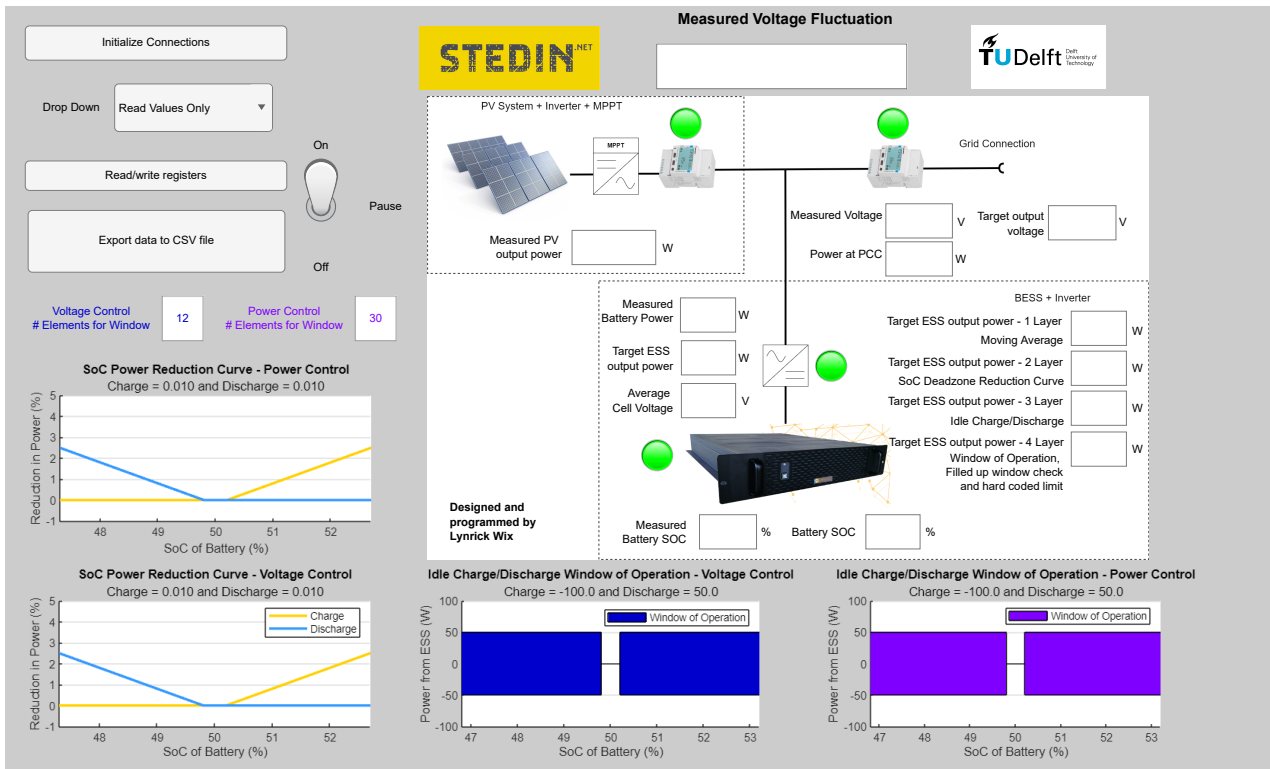 Initialize Connections
Drop Down
Read Values Only
On
Read/write registers
Pause
Export data to CSV file
Off
Voltage Control
# Elements for Window
12
Power Control
# Elements for Window
30
STEDIN.NET
Measured Voltage Fluctuation
TUDelft
Delft
University of
Technology
PV System + Inverter + MPPT
MPPT
Grid Connection
Measured PV
output power
W
Measured Voltage
V
Target output
voltage
V
Power at PCC
W
BESS + Inverter
Measured
Battery Power
W
Target ESS
output power
W
Average
Cell Voltage
V
Target ESS output power - 1 Layer
Moving Average
W
Target ESS output power - 2 Layer
SoC Deadzone Reduction Curve
W
Target ESS output power - 3 Layer
Idle Charge/Discharge
W
Target ESS output power - 4 Layer
Window of Operation,
Filled up window check
and hard coded limit
W
Designed and
programmed by
Lynrick Wix
Measured
Battery SOC
%
Battery SOC
%
SoC Power Reduction Curve - Power Control
Charge = 0.010 and Discharge = 0.010
Reduction in Power (%)
5
4
3
2
1
0
-1
48
49
50
51
52
SoC of Battery (%)
SoC Power Reduction Curve - Voltage Control
Charge = 0.010 and Discharge = 0.010
Reduction in Power (%)
5
4
3
2
1
0
-1
Charge
Discharge
48
49
50
51
52
SoC of Battery (%)
Idle Charge/Discharge Window of Operation - Voltage Control
Charge = -100.0 and Discharge = 50.0
Power from ESS (W)
100
50
0
-50
-100
Window of Operation
47
48
49
50
51
52
53
SoC of Battery (%)
Idle Charge/Discharge Window of Operation - Power Control
Charge = -100.0 and Discharge = 50.0
Power from ESS (W)
100
50
0
-50
-100
Window of Operation
47
48
49
50
51
52
53
SoC of Battery (%)